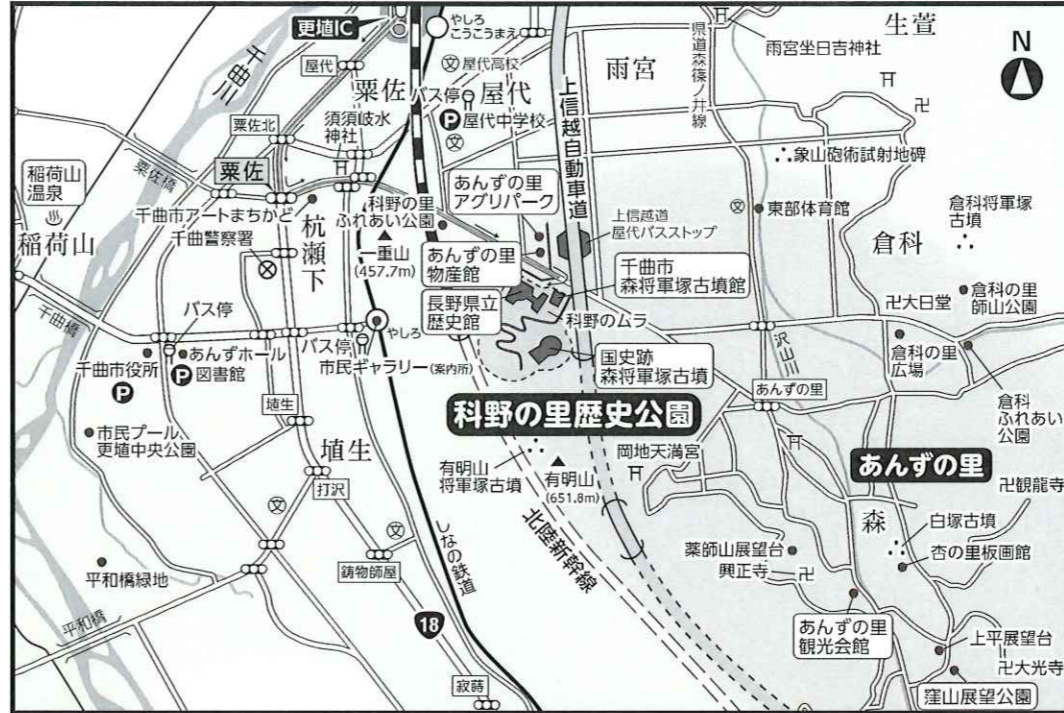 更埴IC
やしろ
こうこうまえ
千曲川
屋代
文
屋代高校
粟佐
バス停
屋代
P
屋代中学校
文
粟佐北
須須岐水
神社
粟佐橋
粟佐
稲荷山
温泉
稲荷山
千曲市アートまちかど
千曲警察署
杭瀬下
科野の里
ふれあい公園
一重山
(457.7m)
あんずの里
アグリパーク
あんずの里
物産館
長野県立
歴史館
上信越自動車道
上信越道
屋代バスストップ
千曲市
森将軍塚古墳館
科野のムラ
国史跡
森将軍塚古墳
科野の里歴史公園
雨宮
県道森篠ノ井線
雨宮坐日吉神社
生萱
N
卍
象山砲術試射地碑
文
東部体育館
倉科将軍塚
古墳
倉科
卍大日堂
倉科の里
師山公園
倉科の里
広場
倉科
ふれあい
公園
沢山川
あんずの里
千曲橋
バス停
千曲市役所
P
あんずホール
P
図書館
バス停
やしろ
市民ギャラリー(案内所)
埴生
市民プール、
更埴中央公園
埴生
打沢
文
文
鋳物師屋
平和橋緑地
平和橋
しなの鉄道
18
寂蒔
有明山
将軍塚古墳
有明山
(651.8m)
北陸新幹線
岡地天満宮
あんずの里
卍観龍寺
森
白塚古墳
杏の里板画館
薬師山展望台
興正寺
卍
あんずの里
観光会館
上平展望台
卍大光寺
窪山展望公園